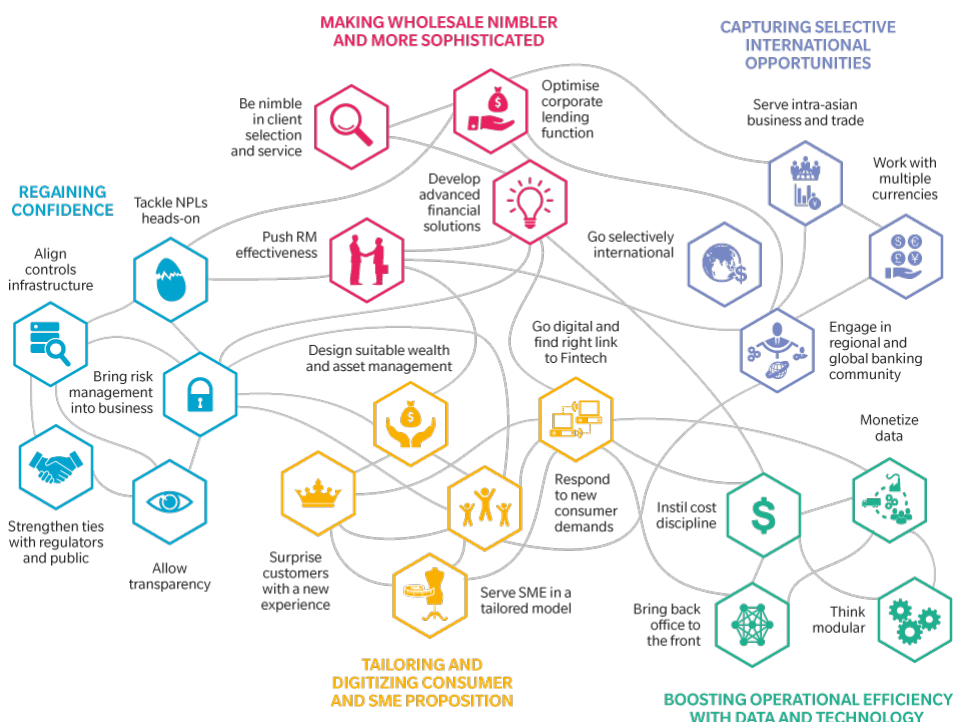 MAKING WHOLESALE NIMBLER
AND MORE SOPHISTICATED
CAPTURING SELECTIVE
INTERNATIONAL
OPPORTUNITIES
Be nimble
in client
selection
and service
Optimise
corporate
lending
function
Serve intra-asian
business and trade
Work with
multiple
currencies
REGAINING
CONFIDENCE
Tackle NPLs
heads-on
Develop
advanced
financial
solutions
Push RM
effectiveness
Go selectively
international
Align
controls
infrastructure
Design suitable wealth
and asset management
Go digital and
find right link
to Fintech
Engage in
regional and
global banking
community
Bring risk
management
into business
Monetize
data
Strengthen ties
with regulators
and public
Allow
transparency
Surprise
customers
with a new
experience
Respond
to new
consumer
demands
Serve SME in a
tailored model
Instil cost
discipline
Bring back
office to
the front
Think
modular
TAILORING AND
DIGITIZING CONSUMER
AND SME PROPOSITION
BOOSTING OPERATIONAL EFFICIENCY
WITH DATA AND TECHNOLOGY